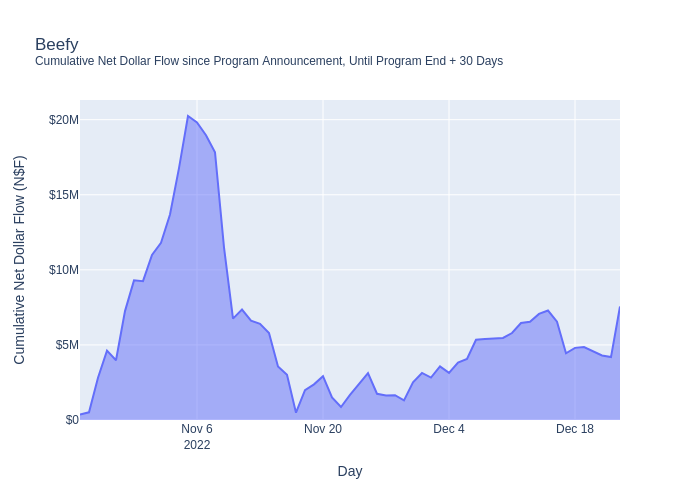 Beefy
Cumulative Net Dollar Flow since Program Announcement, Until Program End + 30 Days
Cumulative Net Dollar Flow (N$F)
$20M
$15M
$10M
$5M
$0
Nov 6
2022
Nov 20
Dec 4
Dec 18
Day